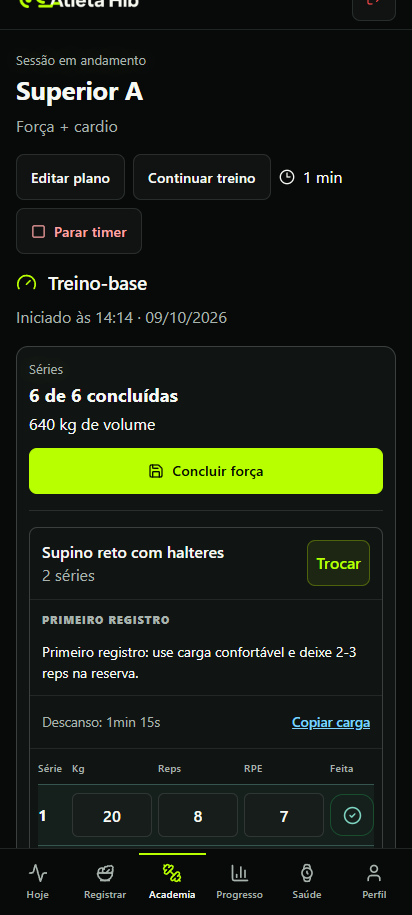 Atleta Hib
Sessão em andamento
Superior A
Força + cardio
Editar plano
Continuar treino
1 min
Parar timer
Treino-base
Iniciado às 14:14 · 09/10/2026
Séries
6 de 6 concluídas
640 kg de volume
Concluir força
Supino reto com halteres
2 séries
Trocar
PRIMEIRO REGISTRO
Primeiro registro: use carga confortável e deixe 2-3
reps na reserva.
Descanso: 1min 15s
Copiar carga
Série Kg Reps RPE Feita
1 20 8 7
Hoje Registrar Academia Progresso Saúde Perfil